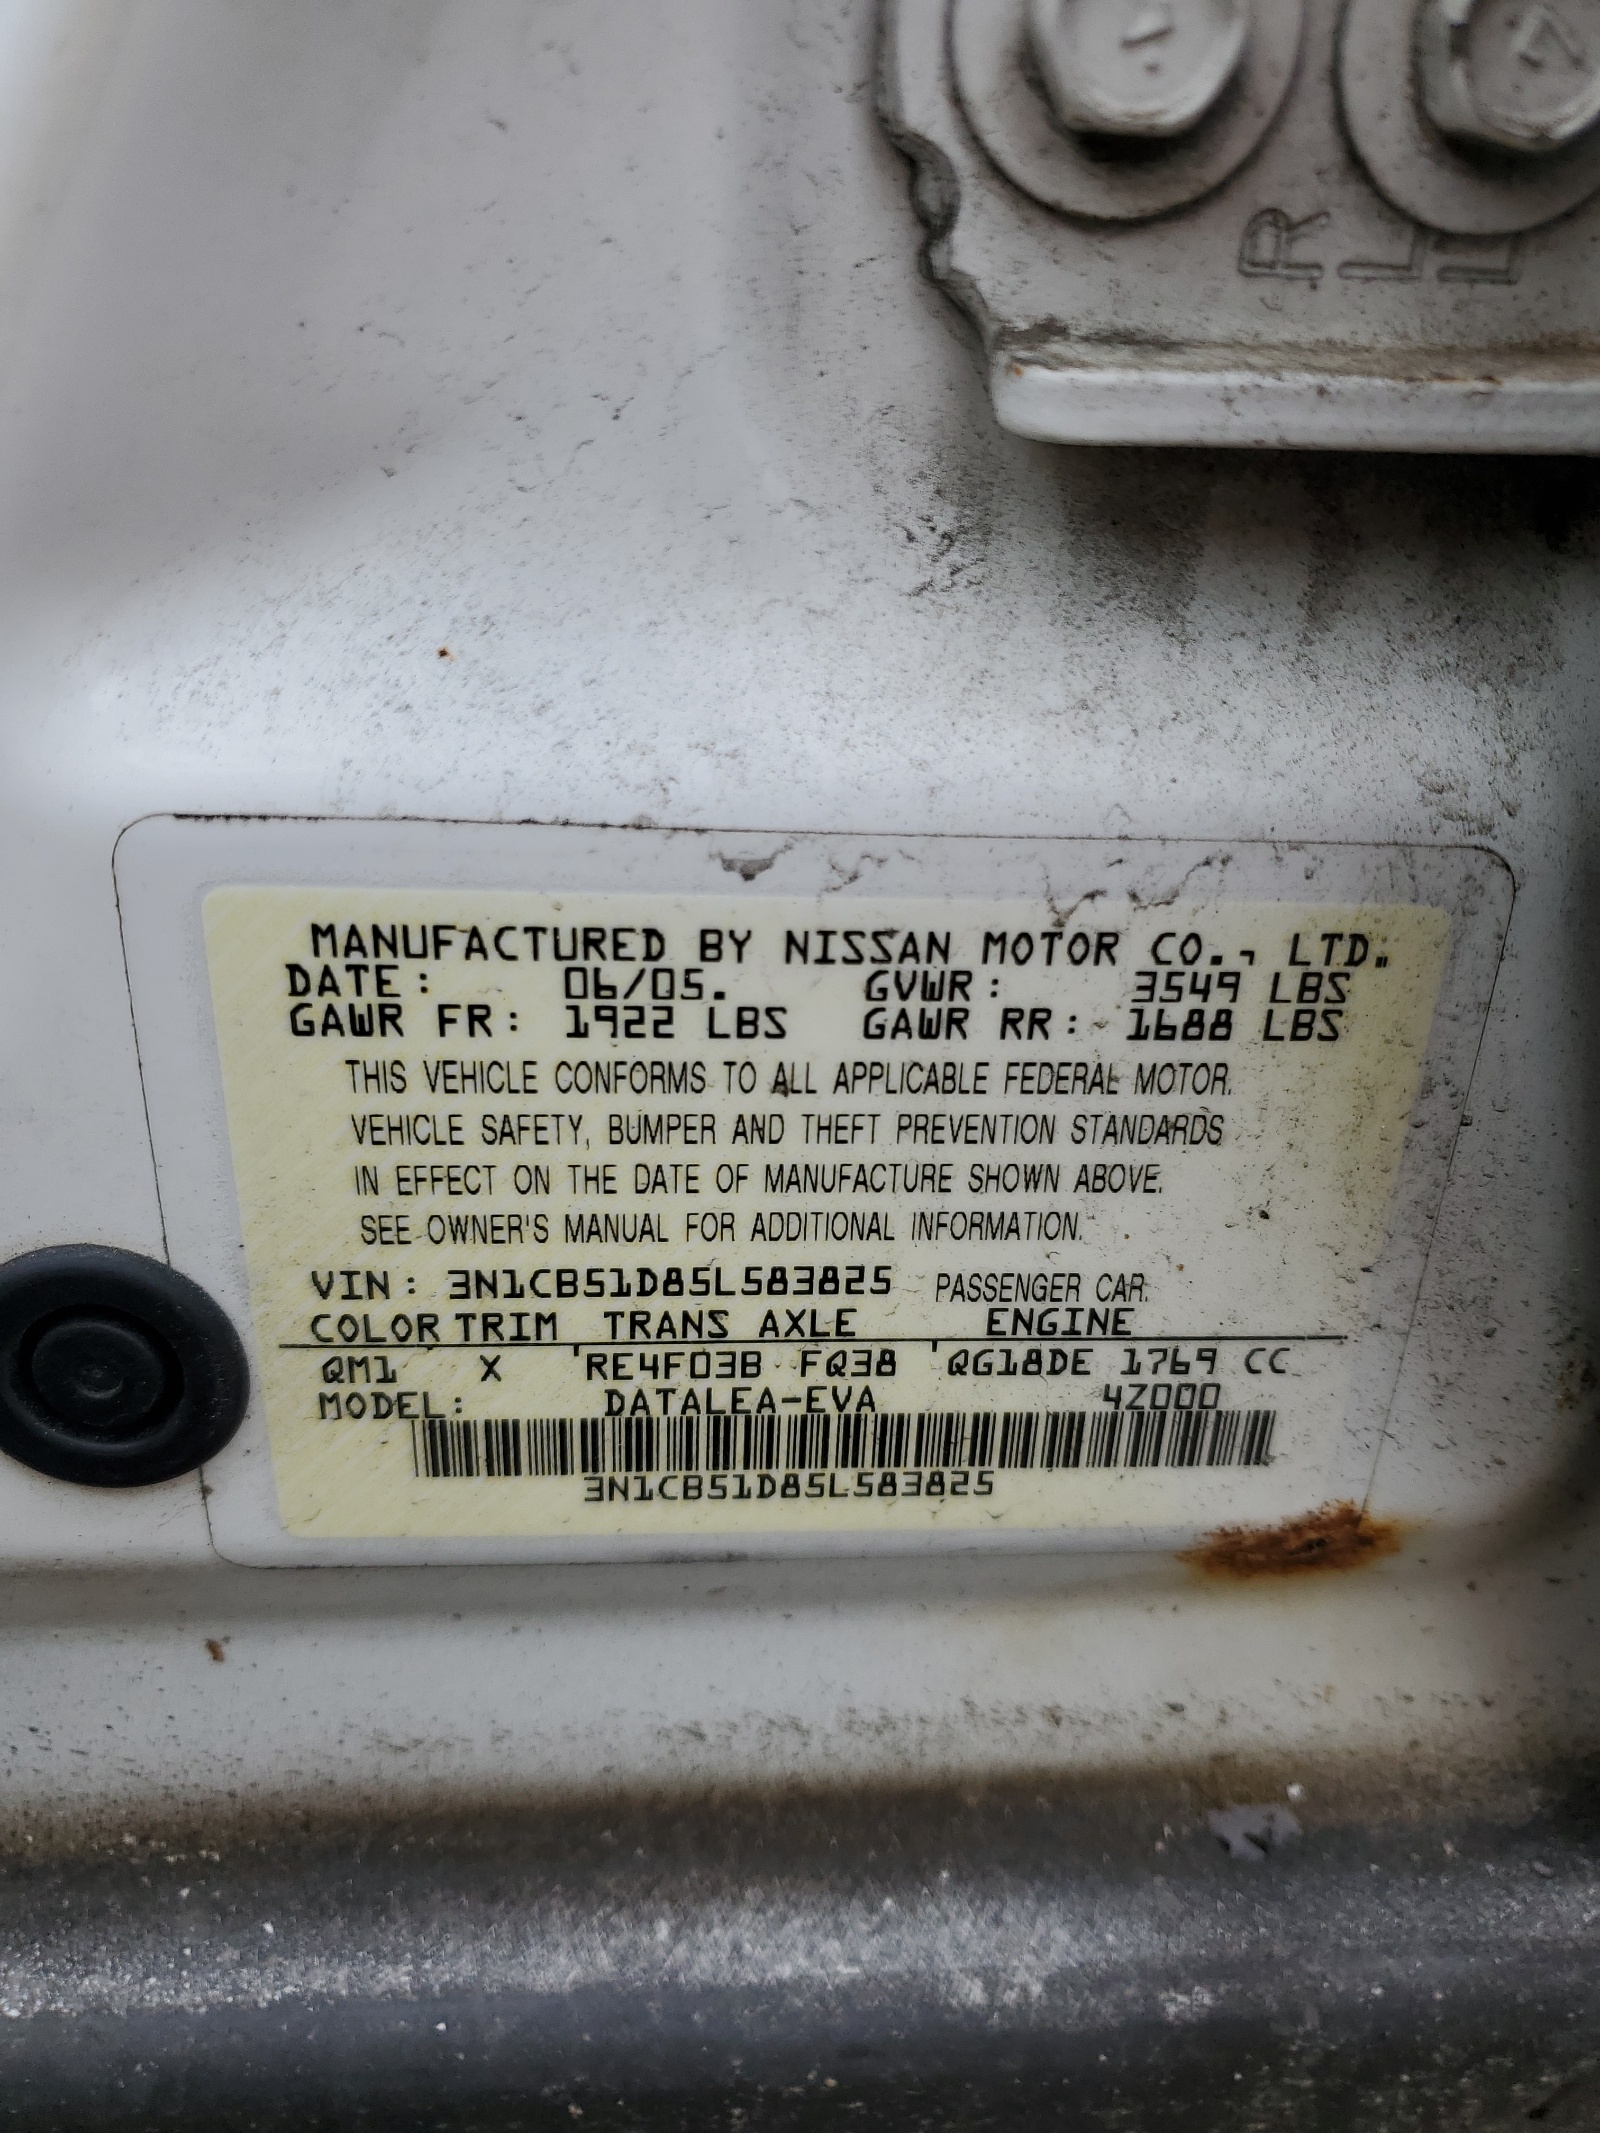 R
L
L
MANUFACTURED BY NISSAN MOTOR CO., LTD.
DATE: 06/05. GVWR: 3549 LBS
GAWR FR: 1922 LBS GAWR RR: 1688 LBS
THIS VEHICLE CONFORMS TO ALL APPLICABLE FEDERAL MOTOR
VEHICLE SAFETY, BUMPER AND THEFT PREVENTION STANDARDS
IN EFFECT ON THE DATE OF MANUFACTURE SHOWN ABOVE.
SEE OWNER'S MANUAL FOR ADDITIONAL INFORMATION.
VIN: 3N1CB51D85L583825 PASSENGER CAR
COLOR TRIM TRANS AXLE ENGINE
QM1 X RE4F03B FQ38 QG18DE 1769 CC
MODEL: DATALEA-EVA 4Z000
3N1CB51D85L583825